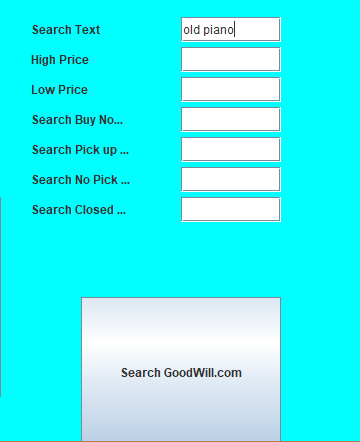 Search Text old piano
High Price
Low Price
Search Buy No...
Search Pick up ...
Search No Pick ...
Search Closed ...
Search GoodWill.com